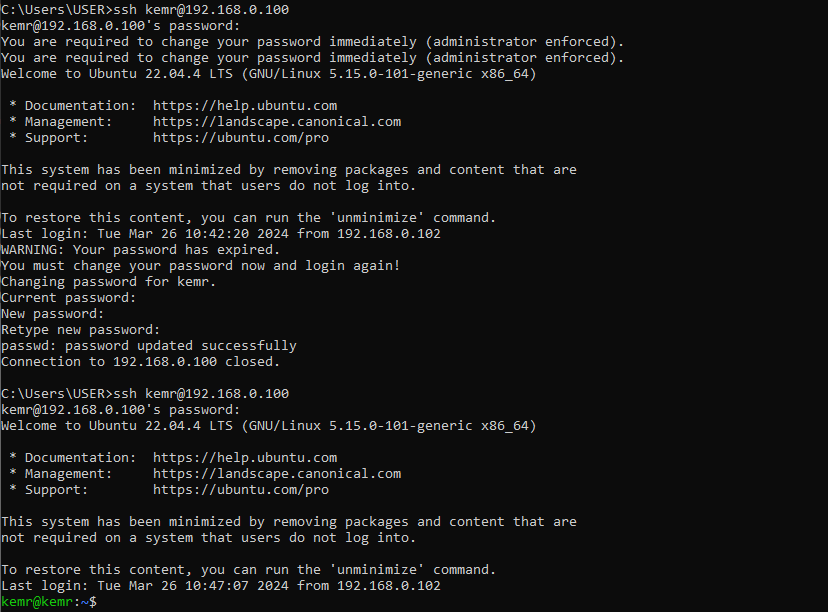 C:\Users\USER>ssh kemr@192.168.0.100
kemr@192.168.0.100's password:
You are required to change your password immediately (administrator enforced).
You are required to change your password immediately (administrator enforced).
Welcome to Ubuntu 22.04.4 LTS (GNU/Linux 5.15.0-101-generic x86_64)

 * Documentation:  https://help.ubuntu.com
 * Management:     https://landscape.canonical.com
 * Support:        https://ubuntu.com/pro

This system has been minimized by removing packages and content that are
not required on a system that users do not log into.

To restore this content, you can run the 'unminimize' command.
Last login: Tue Mar 26 10:42:20 2024 from 192.168.0.102
WARNING: Your password has expired.
You must change your password now and login again!
Changing password for kemr.
Current password:
New password:
Retype new password:
passwd: password updated successfully
Connection to 192.168.0.100 closed.

C:\Users\USER>ssh kemr@192.168.0.100
kemr@192.168.0.100's password:
Welcome to Ubuntu 22.04.4 LTS (GNU/Linux 5.15.0-101-generic x86_64)

 * Documentation:  https://help.ubuntu.com
 * Management:     https://landscape.canonical.com
 * Support:        https://ubuntu.com/pro

This system has been minimized by removing packages and content that are
not required on a system that users do not log into.

To restore this content, you can run the 'unminimize' command.
Last login: Tue Mar 26 10:47:07 2024 from 192.168.0.102
kemr@kemr:~$